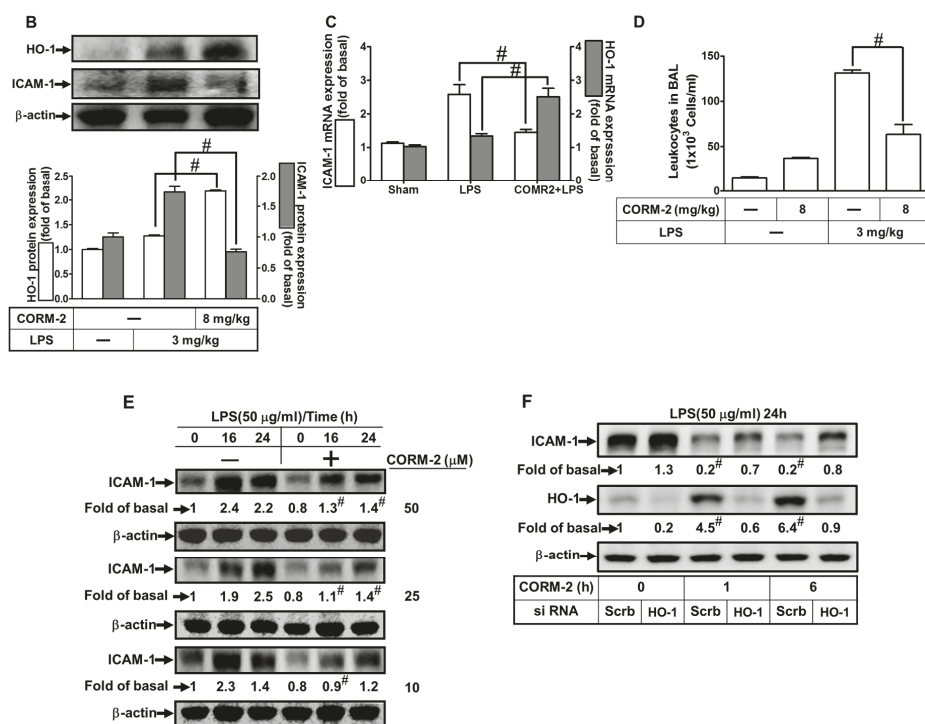 B
HO-1
ICAM-1
β-actin
HO-1 protein expression
(fold of basal)
2.5
2.0
1.5
1.0
0.5
0.0
#
#
2.0
1.5
1.0
0.5
0.0
ICAM-1 protein expression
(fold of basal)
CORM-2 — 8 mg/kg
LPS — 3 mg/kg
C
ICAM-1 mRNA expression
(fold of basal)
4
3
2
1
0
#
#
4
3
2
1
0
HO-1 mRNA exprsssion
(fold of basal)
Sham LPS COMR2+LPS
D
Leukocytes in BAL
(1x10³ Cells/ml)
150
100
50
0
#
CORM-2 (mg/kg) — 8 — 8
LPS — 3 mg/kg
E
LPS(50 μg/ml)/Time (h)
0 16 24 0 16 24
— + CORM-2 (μM)
ICAM-1
Fold of basal 1 2.4 2.2 0.8 1.3# 1.4# 50
β-actin
ICAM-1
Fold of basal 1 1.9 2.5 0.8 1.1# 1.4# 25
β-actin
ICAM-1
Fold of basal 1 2.3 1.4 0.8 0.9# 1.2 10
β-actin
F
LPS(50 μg/ml) 24h
ICAM-1
Fold of basal 1 1.3 0.2# 0.7 0.2# 0.8
HO-1
Fold of basal 1 0.2 4.5# 0.6 6.4# 0.9
β-actin
CORM-2 (h) 0 1 6
si RNA Scrb HO-1 Scrb HO-1 Scrb HO-1